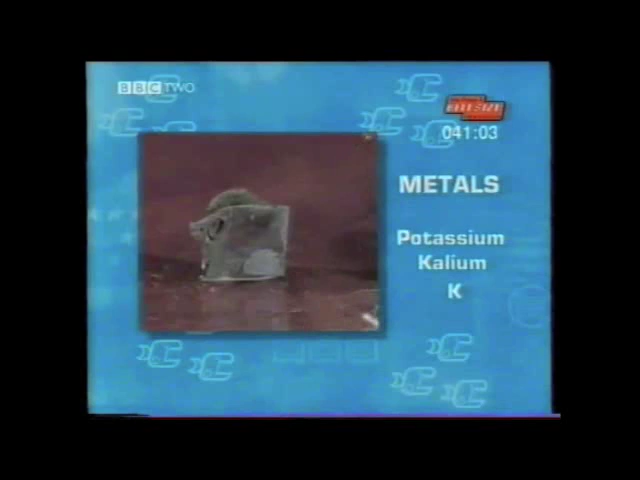 BBC TWO
041:03
METALS
Potassium
Kalium
K